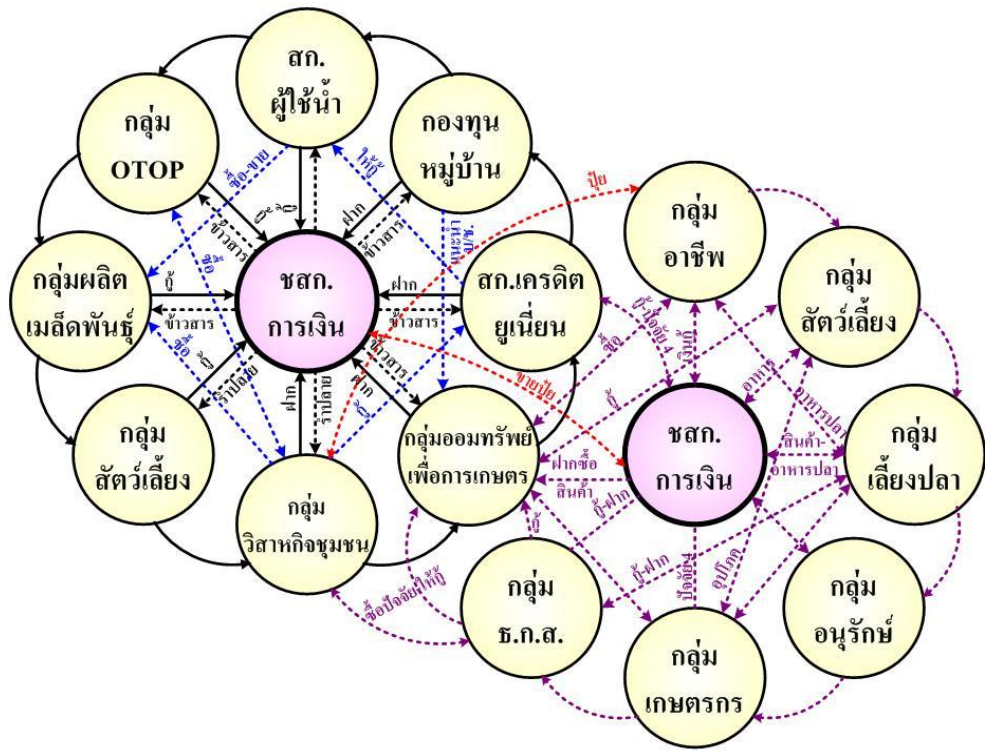 สก.
ผู้ใช้น้ำ
กลุ่ม
OTOP
กองทุน
หมู่บ้าน
ซื้อ-ขาย
ให้กู้
กู้
ฝาก
ข้าวสาร
ข้าวสาร
ปุ๋ย
กลุ่ม
อาชีพ
กลุ่มผลิต
เมล็ดพันธุ์
กู้
ข้าวสาร
ซื้อ
ชสก.
การเงิน
ฝาก
ข้าวสาร
สก.เครดิต
ยูเนี่ยน
กลุ่ม
สัตว์เลี้ยง
กู้-ปัจจัย 4
เงินกู้
ซื้อ
กู้
อาหาร
อาหารปลา
ซื้อ
กู้
รำปลาย
ฝาก
รำปลาย
ข้าวสาร
ฝาก
กู้
ขายปุ๋ย
กลุ่ม
สัตว์เลี้ยง
กลุ่ม
วิสาหกิจชุมชน
กลุ่มออมทรัพย์
เพื่อการเกษตร
ฝากซื้อ
สินค้า
ชสก.
การเงิน
สินค้า-
อาหารปลา
กลุ่ม
เลี้ยงปลา
กู้
กู้-ฝาก
กู้-ฝาก
ปัจจัย 4
อุปโภค
ซื้อปัจจัย,ให้กู้
กลุ่ม
ธ.ก.ส.
กลุ่ม
เกษตรกร
กลุ่ม
อนุรักษ์